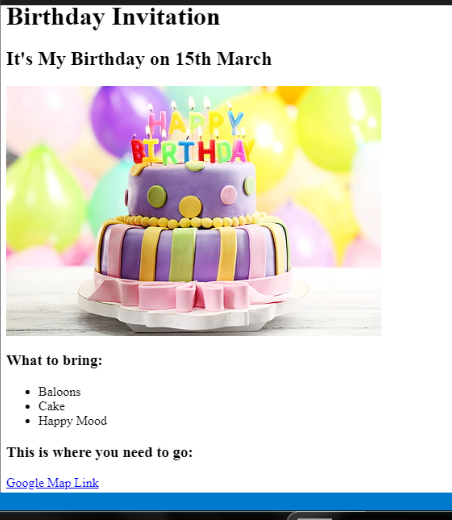 Birthday Invitation
It's My Birthday on 15th March
HAPPY
BIRTHDAY
What to bring:
Baloons
Cake
Happy Mood
This is where you need to go:
Google Map Link